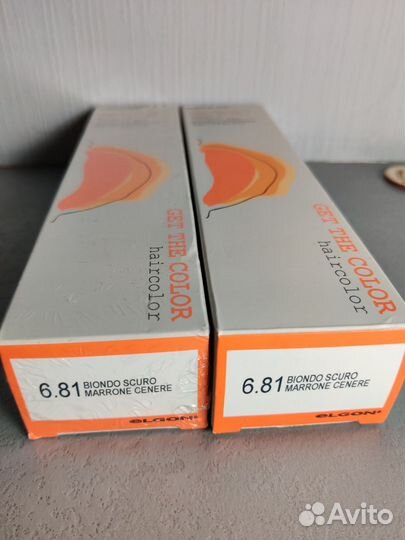 GET THE COLOR
haircolor
6.81 BIONDO SCURO
MARRONE CENERE
ELGON
GET THE COLOR
haircolor
6.81 BIONDO SCURO
MARRONE CENERE
ELGON
Avito